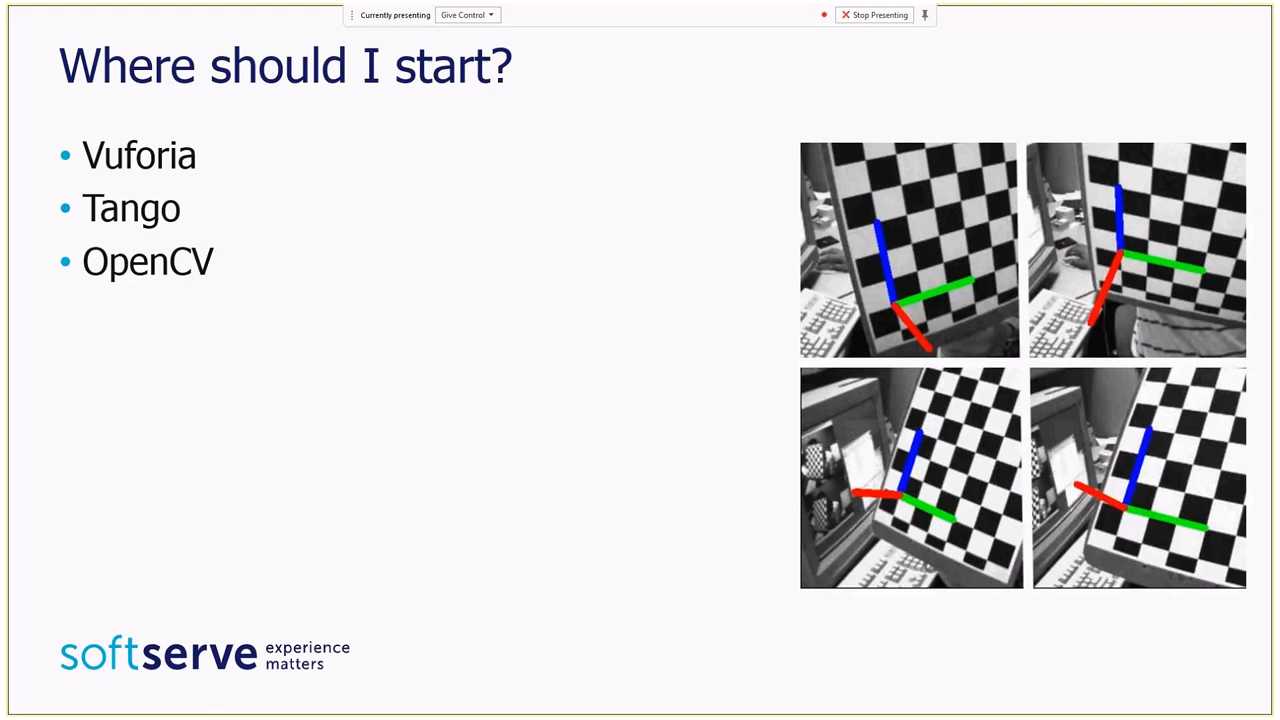 Currently presenting Give Control Stop Presenting
Where should I start?
• Vuforia
• Tango
• OpenCV
softserve experience
matters